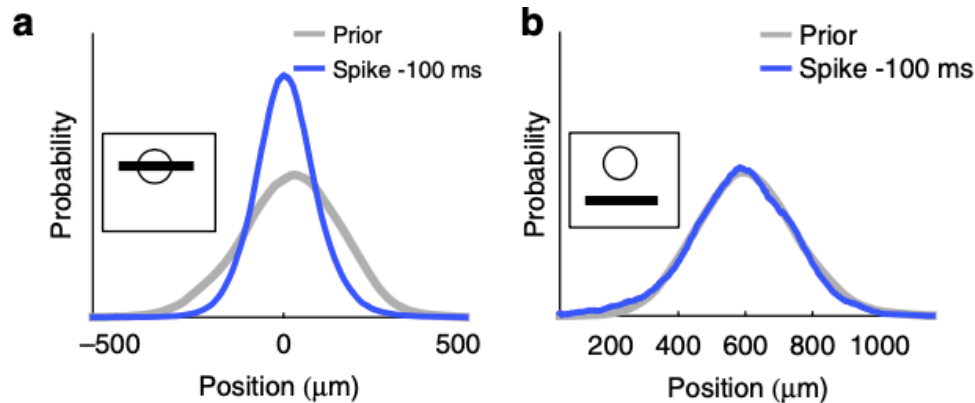 a
Prior
Spike -100 ms
Probability
–500 0 500
Position (μm)
b
Prior
Spike -100 ms
Probability
200 400 600 800 1000
Position (μm)